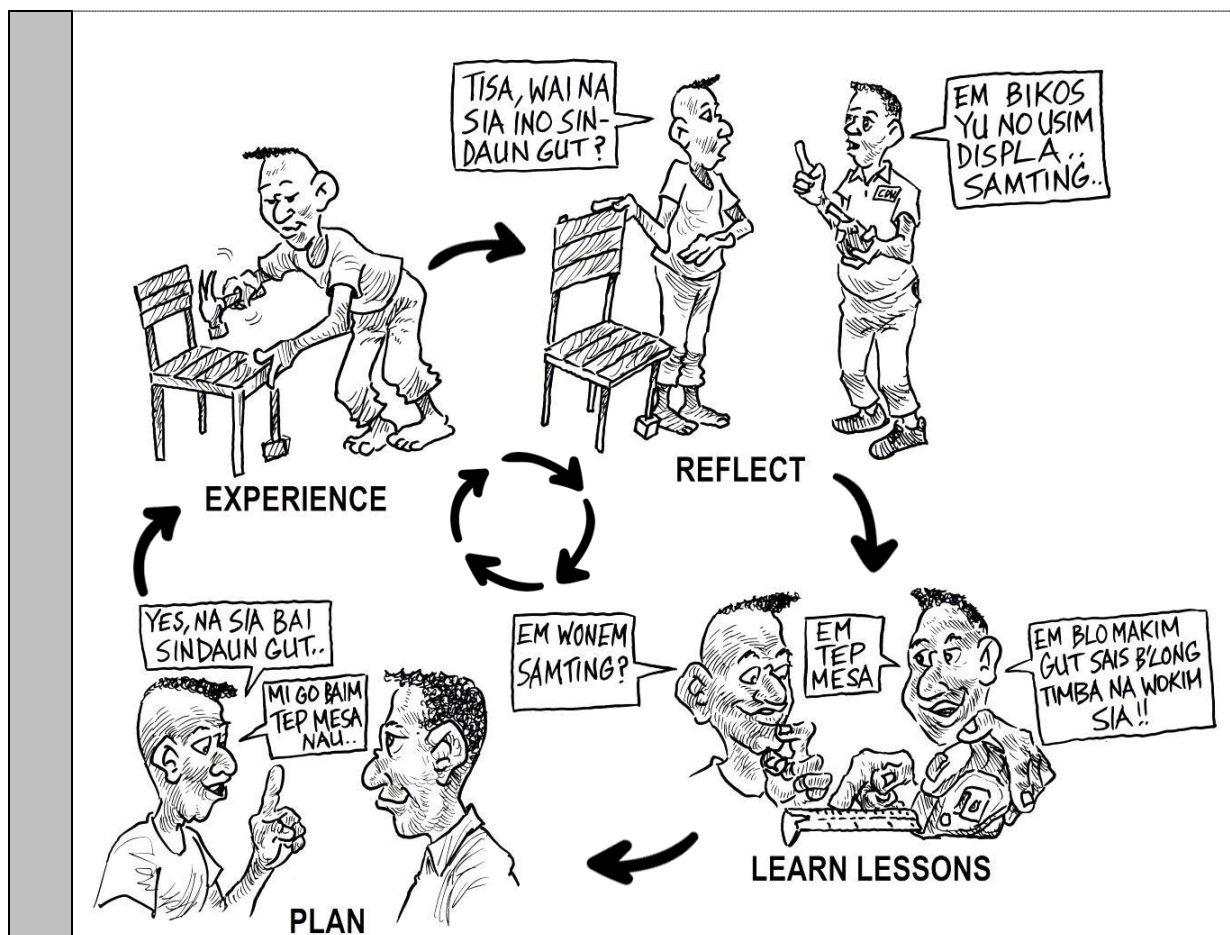 TISA, WAI NA
SIA INO SIN-
DAUN GUT?
EM BIKOS
YU NO USIM
DISPLA..
SAMTING..
CDW
EXPERIENCE
REFLECT
EM WONEM
SAMTING?
EM
TEP
MESA
EM BLO MAKIM
GUT SAIS B'LONG
TIMBA NA WOKIM
SIA!!
LEARN LESSONS
YES, NA SIA BAI
SINDAUN GUT..
MI GO BAIM
TEP MESA
NAU..
PLAN